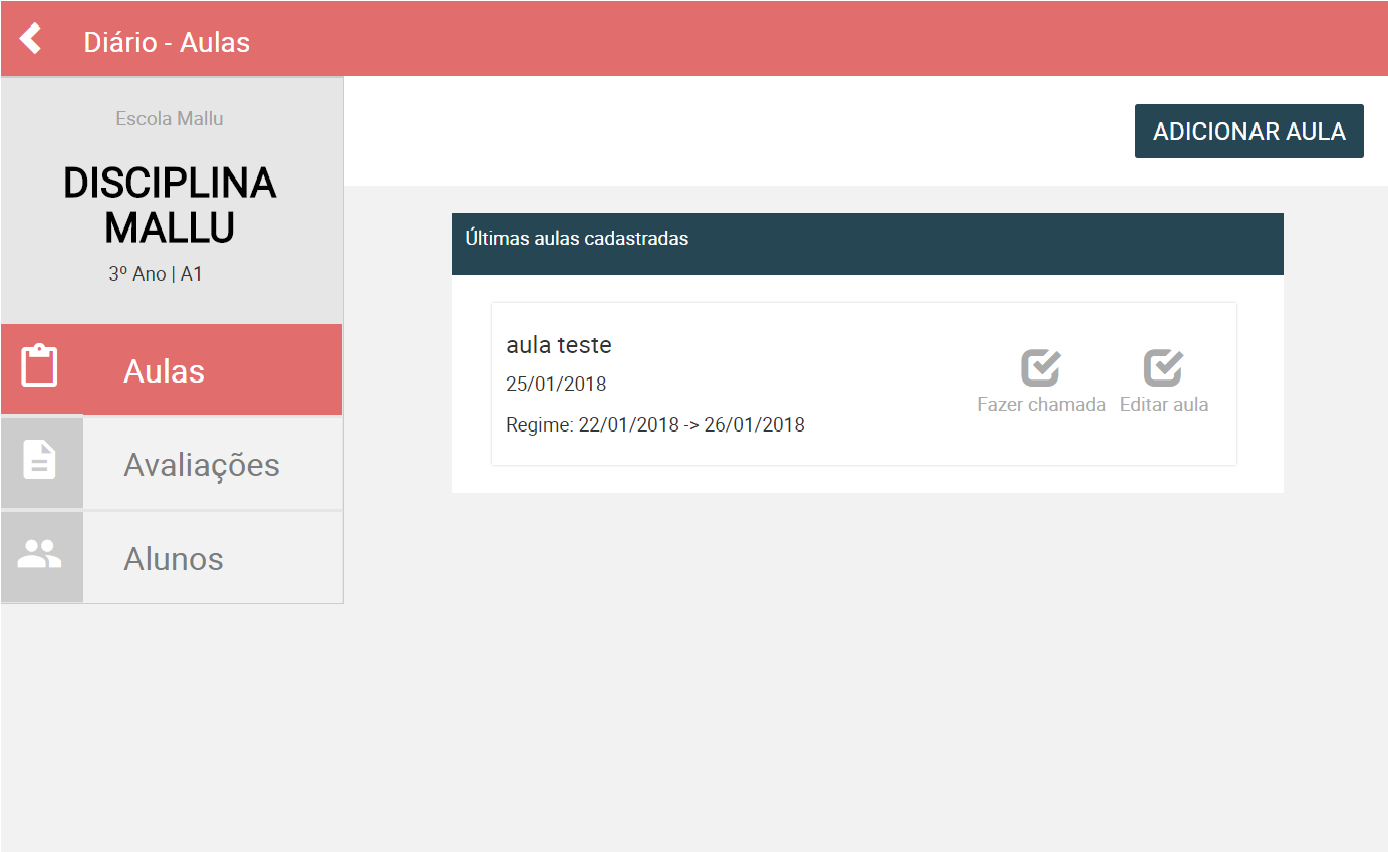 Diário - Aulas
Escola Mallu
DISCIPLINA
MALLU
3º Ano | A1
Aulas
Avaliações
Alunos
ADICIONAR AULA
Últimas aulas cadastradas
aula teste
25/01/2018
Regime: 22/01/2018 -> 26/01/2018
Fazer chamada
Editar aula